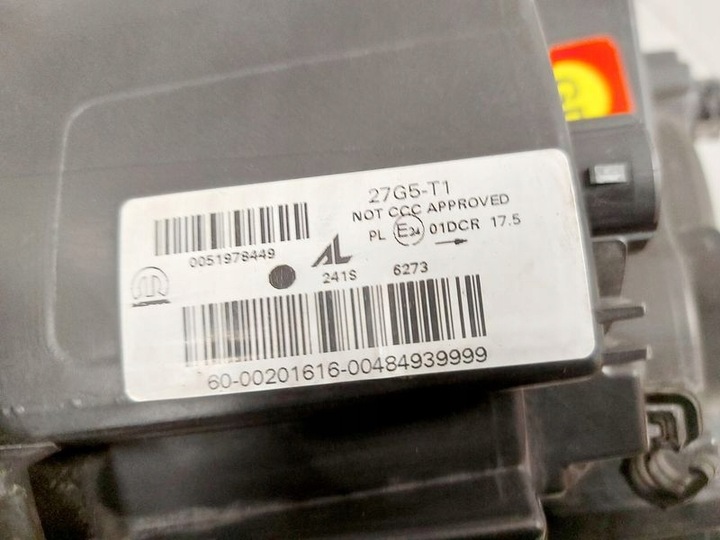 27G5-T1
NOT CCC APPROVED
PL E24 01DCR 17.5
0051978449
AL
241S 6273
60-00201616-00484939999